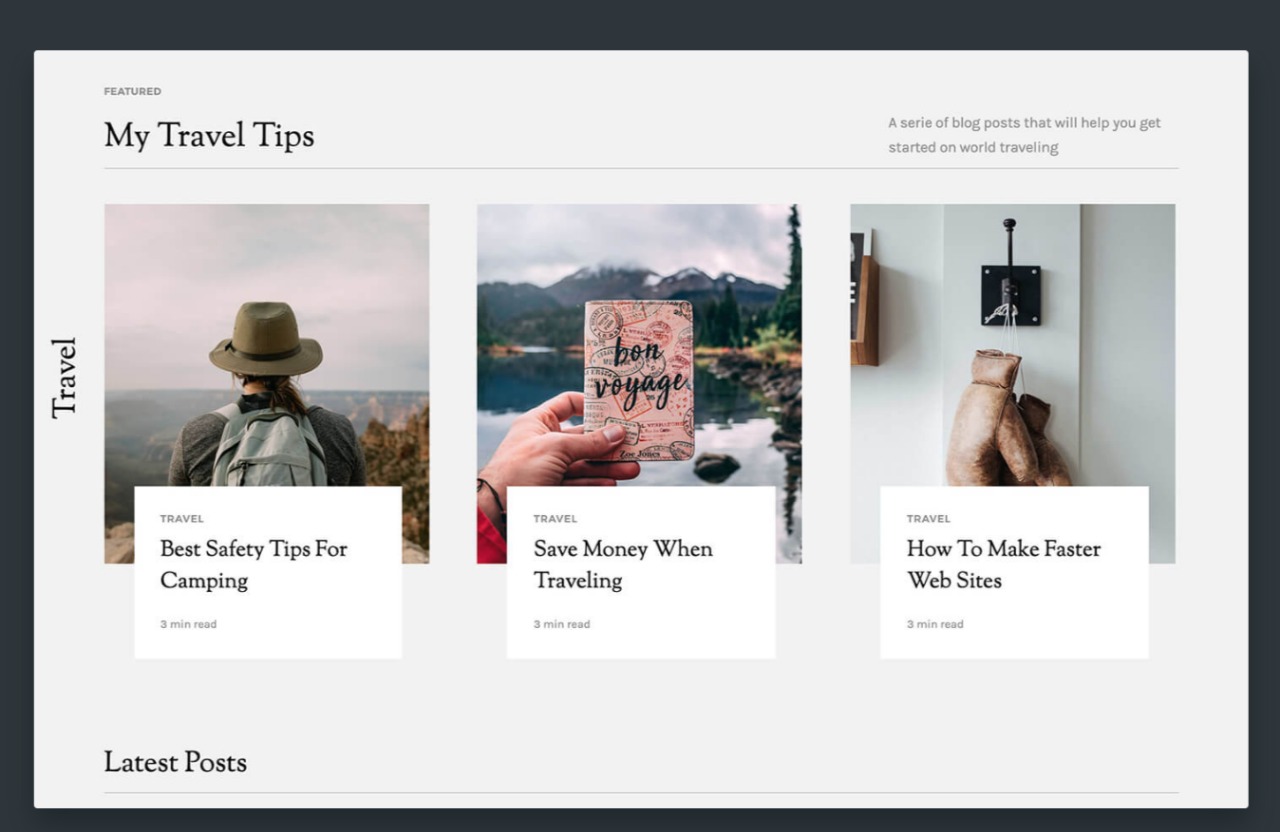 FEATURED
My Travel Tips
A serie of blog posts that will help you get
started on world traveling
Travel
bon
voyage
Zoe Jones
TRAVEL
Best Safety Tips For
Camping
3 min read
TRAVEL
Save Money When
Traveling
3 min read
TRAVEL
How To Make Faster
Web Sites
3 min read
Latest Posts